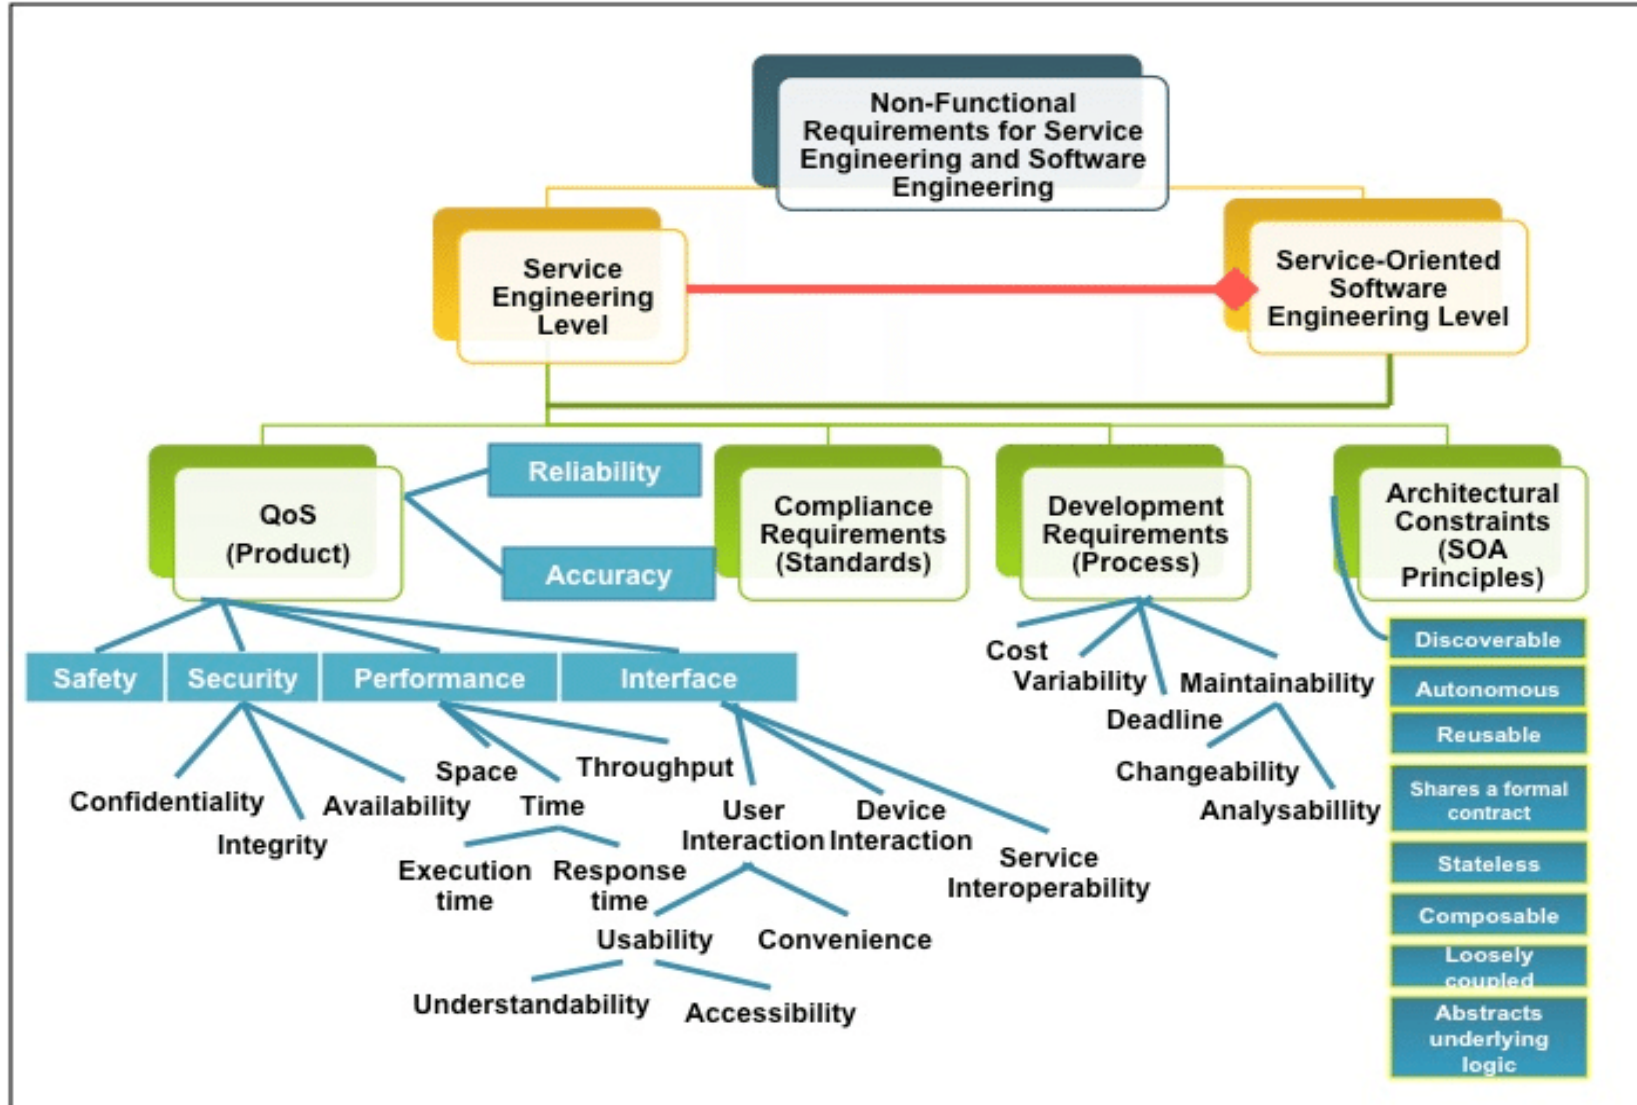 Non-Functional
Requirements for Service
Engineering and Software
Engineering
Service
Engineering
Level
Service-Oriented
Software
Engineering Level
QoS
(Product)
Reliability
Accuracy
Compliance
Requirements
(Standards)
Development
Requirements
(Process)
Architectural
Constraints
(SOA
Principles)
Safety
Security
Performance
Interface
Confidentiality
Integrity
Availability
Space
Time
Throughput
Execution
time
Response
time
User
Interaction
Device
Interaction
Service
Interoperability
Usability
Convenience
Understandability
Accessibility
Cost
Variability
Deadline
Maintainability
Changeability
Analysabillity
Discoverable
Autonomous
Reusable
Shares a formal
contract
Stateless
Composable
Loosely
coupled
Abstracts
underlying
logic